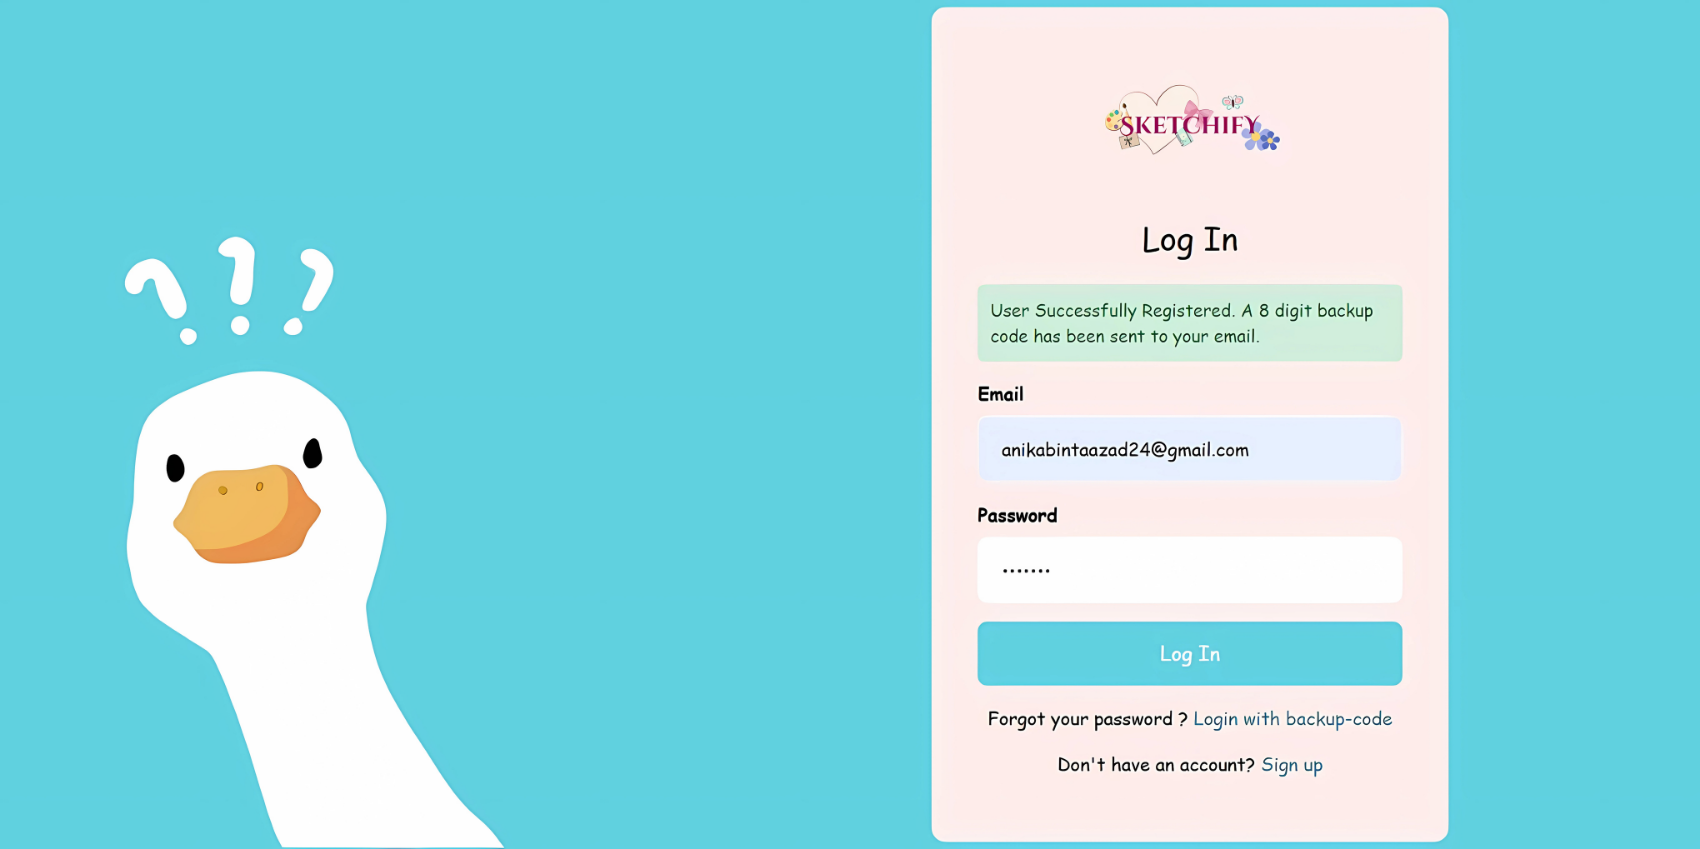 ???
SKETCHIFY
Log In
User Successfully Registered. A 8 digit backup
code has been sent to your email.
Email
anikabintaazad24@gmail.com
Password
.......
Log In
Forgot your password ? Login with backup-code
Don't have an account? Sign up